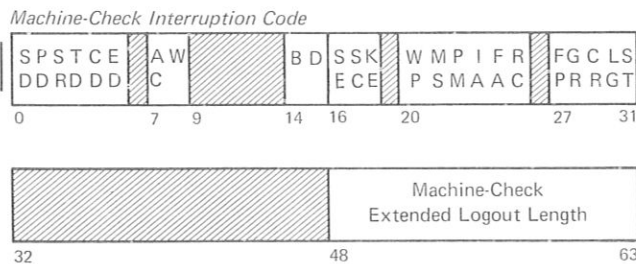 Machine-Check Interruption Code
S P S T C E A W B D S S K W M P I F R F G C L S
D D R D D D C E C E P S M A A C P R R G T
0 7 9 14 16 20 27 31
Machine-Check
Extended Logout Length
32 48 63